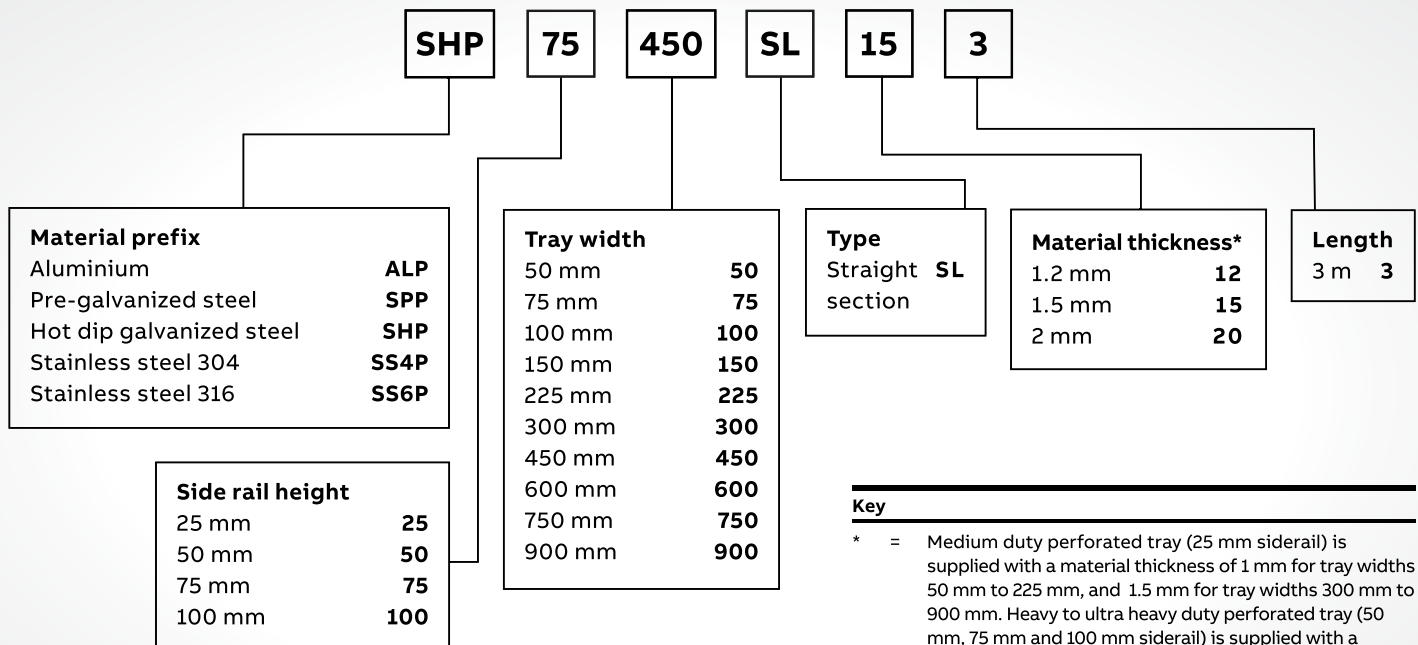 SHP 75 450 SL 15 3
Material prefix
Aluminium ALP
Pre-galvanized steel SPP
Hot dip galvanized steel SHP
Stainless steel 304 SS4P
Stainless steel 316 SS6P
Side rail height
25 mm 25
50 mm 50
75 mm 75
100 mm 100
Tray width
50 mm 50
75 mm 75
100 mm 100
150 mm 150
225 mm 225
300 mm 300
450 mm 450
600 mm 600
750 mm 750
900 mm 900
Type
Straight SL
section
Material thickness*
1.2 mm 12
1.5 mm 15
2 mm 20
Length
3 m 3
Key
* = Medium duty perforated tray (25 mm siderail) is
supplied with a material thickness of 1 mm for tray widths
50 mm to 225 mm, and 1.5 mm for tray widths 300 mm to
900 mm. Heavy to ultra heavy duty perforated tray (50
mm, 75 mm and 100 mm siderail) is supplied with a